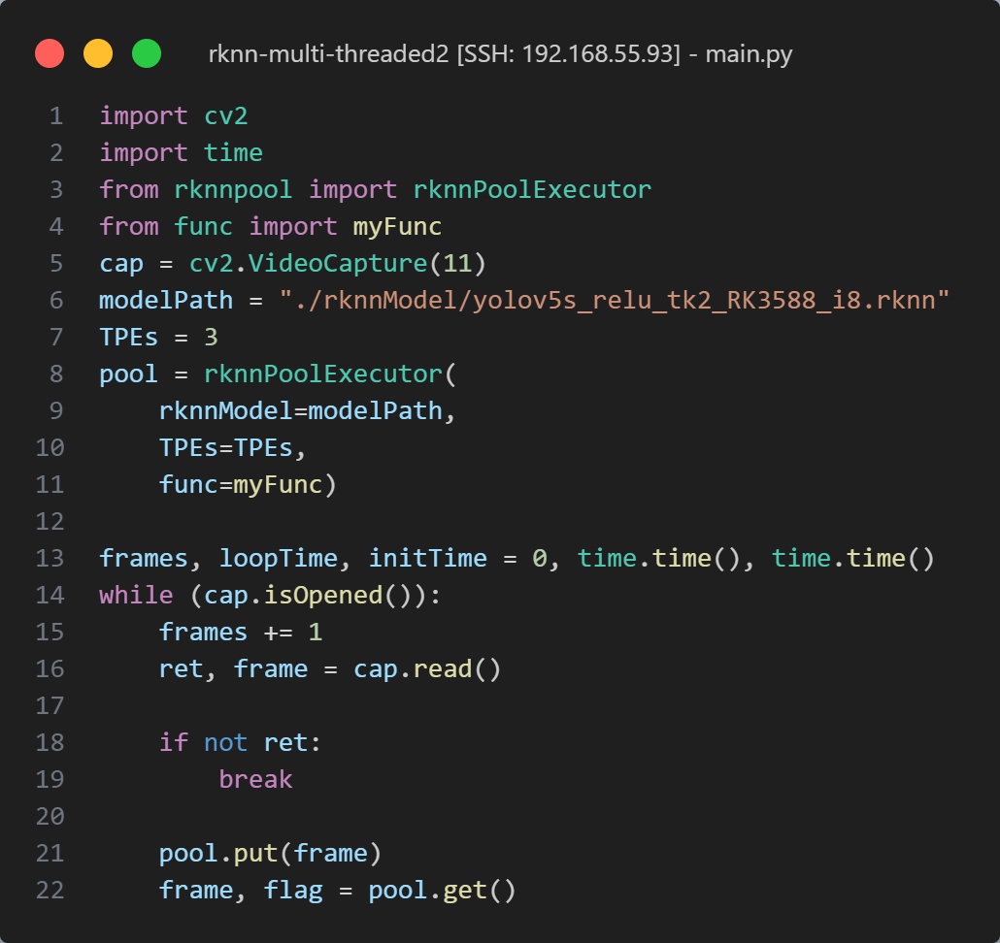 rknn-multi-threaded2 [SSH: 192.168.55.93] - main.py
1 import cv2
2 import time
3 from rknnpool import rknnPoolExecutor
4 from func import myFunc
5 cap = cv2.VideoCapture(11)
6 modelPath = "./rknnModel/yolov5s_relu_tk2_RK3588_i8.rknn"
7 TPEs = 3
8 pool = rknnPoolExecutor(
9     rknnModel=modelPath,
10     TPEs=TPEs,
11     func=myFunc)
12
13 frames, loopTime, initTime = 0, time.time(), time.time()
14 while (cap.isOpened()):
15     frames += 1
16     ret, frame = cap.read()
17
18     if not ret:
19         break
20
21     pool.put(frame)
22     frame, flag = pool.get()